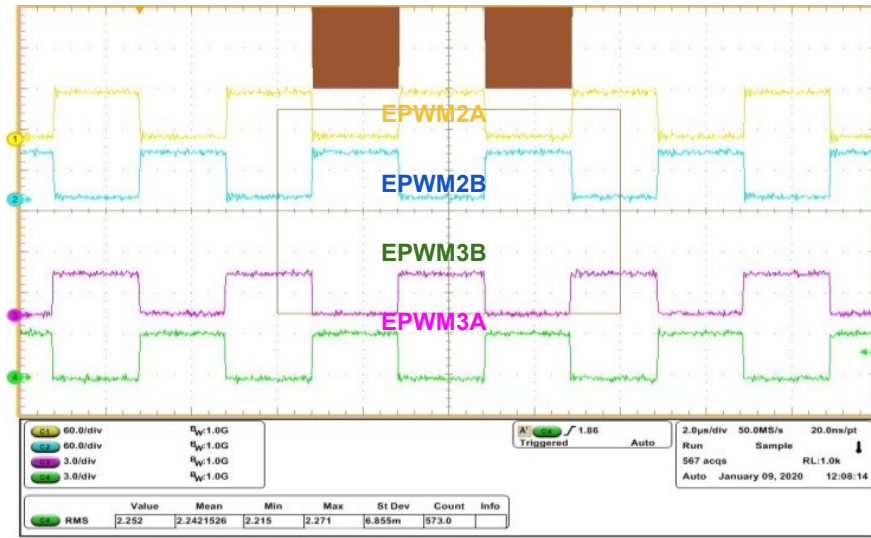 EPWM2A
1
EPWM2B
2
EPWM3B
3
EPWM3A
4
C1 60.0/div BW:1.0G
C2 60.0/div BW:1.0G
C3 3.0/div BW:1.0G
C4 3.0/div BW:1.0G
A' C4 1.86
Triggered Auto
2.0µs/div 50.0MS/s 20.0ns/pt
Run Sample
567 acqs RL:1.0k
Auto January 09, 2020 12:08:14
Value Mean Min Max St Dev Count Info
C4 RMS 2.252 2.2421526 2.215 2.271 6.855m 573.0